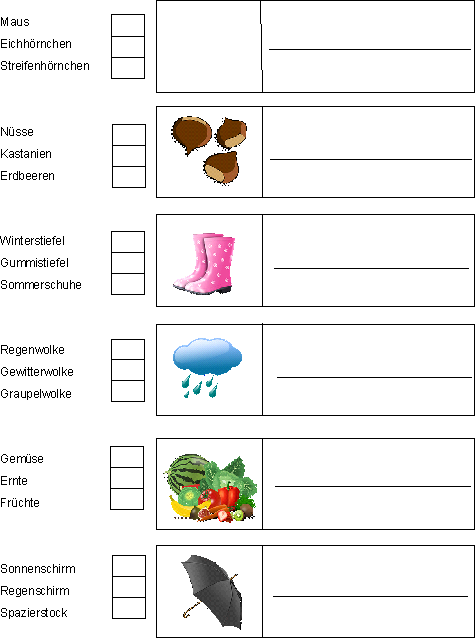 Maus
Eichhörnchen
Streifenhörnchen
Nüsse
Kastanien
Erdbeeren
Winterstiefel
Gummistiefel
Sommerschuhe
Regenwolke
Gewitterwolke
Graupelwolke
Gemüse
Ernte
Früchte
Sonnenschirm
Regenschirm
Spazierstock